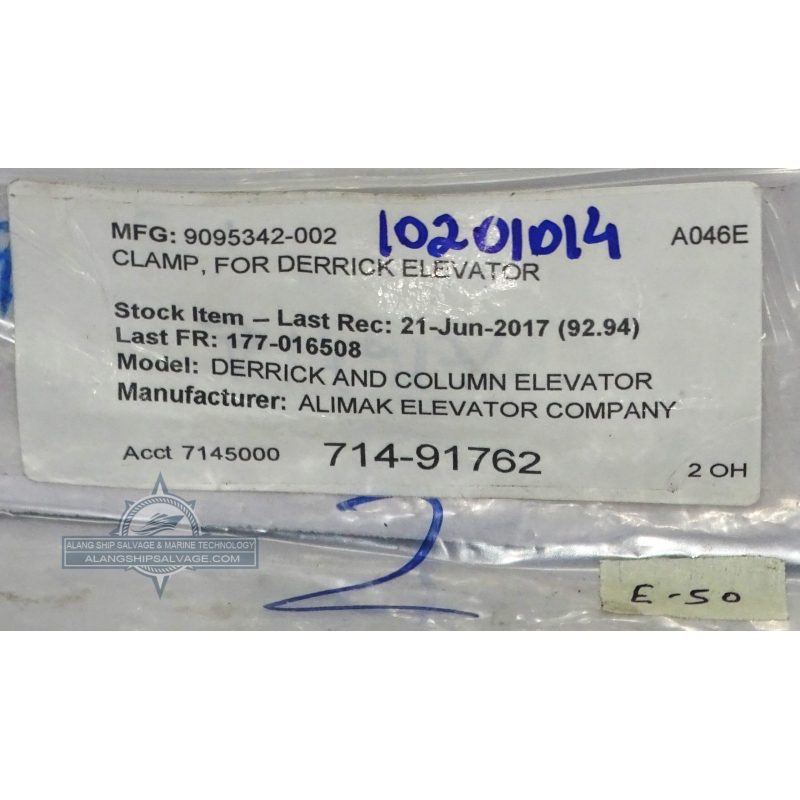 MFG: 9095342-002 10201014 A046E
CLAMP, FOR DERRICK ELEVATOR
Stock Item – Last Rec: 21-Jun-2017 (92.94)
Last FR: 177-016508
Model: DERRICK AND COLUMN ELEVATOR
Manufacturer: ALIMAK ELEVATOR COMPANY
Acct 7145000 714-91762 2 OH
2
ALANG SHIP SALVAGE & MARINE TECHNOLOGY
ALANGSHIPSALVAGE.COM
E-50